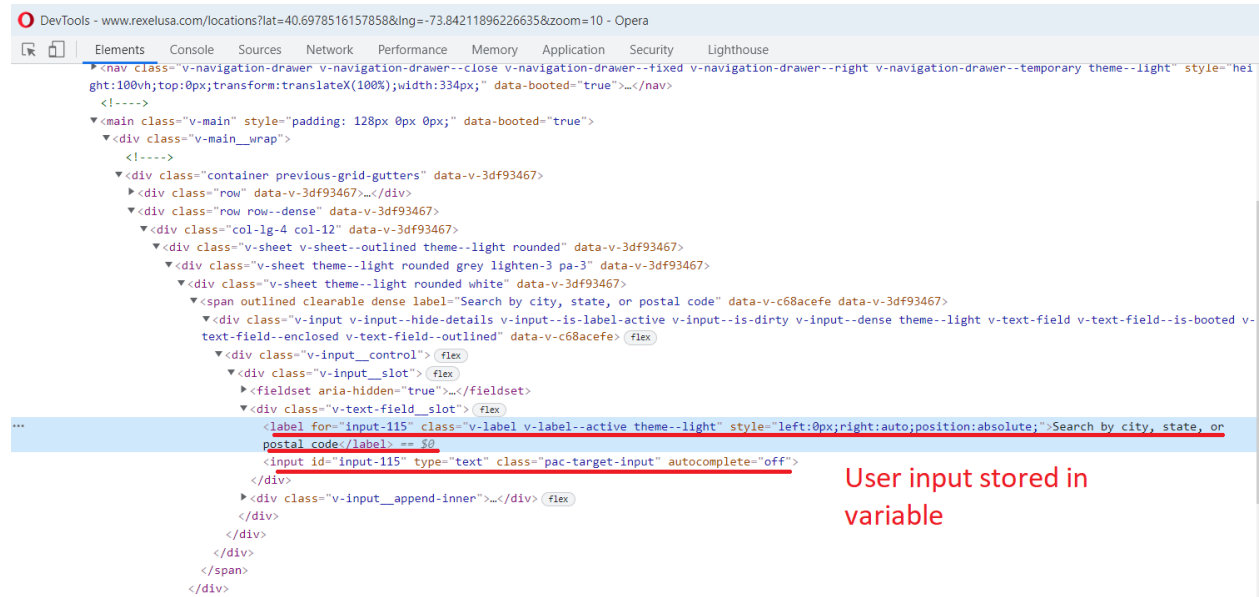 DevTools - www.rexelusa.com/locations?lat=40.6978516157858&lng=-73.84211896226635&zoom=10 - Opera
Elements Console Sources Network Performance Memory Application Security Lighthouse
<nav class="v-navigation-drawer v-navigation-drawer--close v-navigation-drawer--fixed v-navigation-drawer--right v-navigation-drawer--temporary theme--light" style="hei
ght:100vh;top:0px;transform:translateX(100%);width:334px;" data-booted="true">…</nav>
<!---->
<main class="v-main" style="padding: 128px 0px 0px;" data-booted="true">
<div class="v-main__wrap">
<!---->
<div class="container previous-grid-gutters" data-v-3df93467>
<div class="row" data-v-3df93467>…</div>
<div class="row row--dense" data-v-3df93467>
<div class="col-lg-4 col-12" data-v-3df93467>
<div class="v-sheet v-sheet--outlined theme--light rounded" data-v-3df93467>
<div class="v-sheet theme--light rounded grey lighten-3 pa-3" data-v-3df93467>
<div class="v-sheet theme--light rounded white" data-v-3df93467>
<span outlined clearable dense label="Search by city, state, or postal code" data-v-c68acefe data-v-3df93467>
<div class="v-input v-input--hide-details v-input--is-label-active v-input--is-dirty v-input--dense theme--light v-text-field v-text-field--is-booted v-
text-field--enclosed v-text-field--outlined" data-v-c68acefe> flex
<div class="v-input__control"> flex
<div class="v-input__slot"> flex
<fieldset aria-hidden="true">…</fieldset>
<div class="v-text-field__slot"> flex
<label for="input-115" class="v-label v-label--active theme--light" style="left:0px;right:auto;position:absolute;">Search by city, state, or
postal code</label> == $0
<input id="input-115" type="text" class="pac-target-input" autocomplete="off">
</div>
<div class="v-input__append-inner">…</div> flex
</div>
</div>
</div>
</span>
</div>
User input stored in
variable